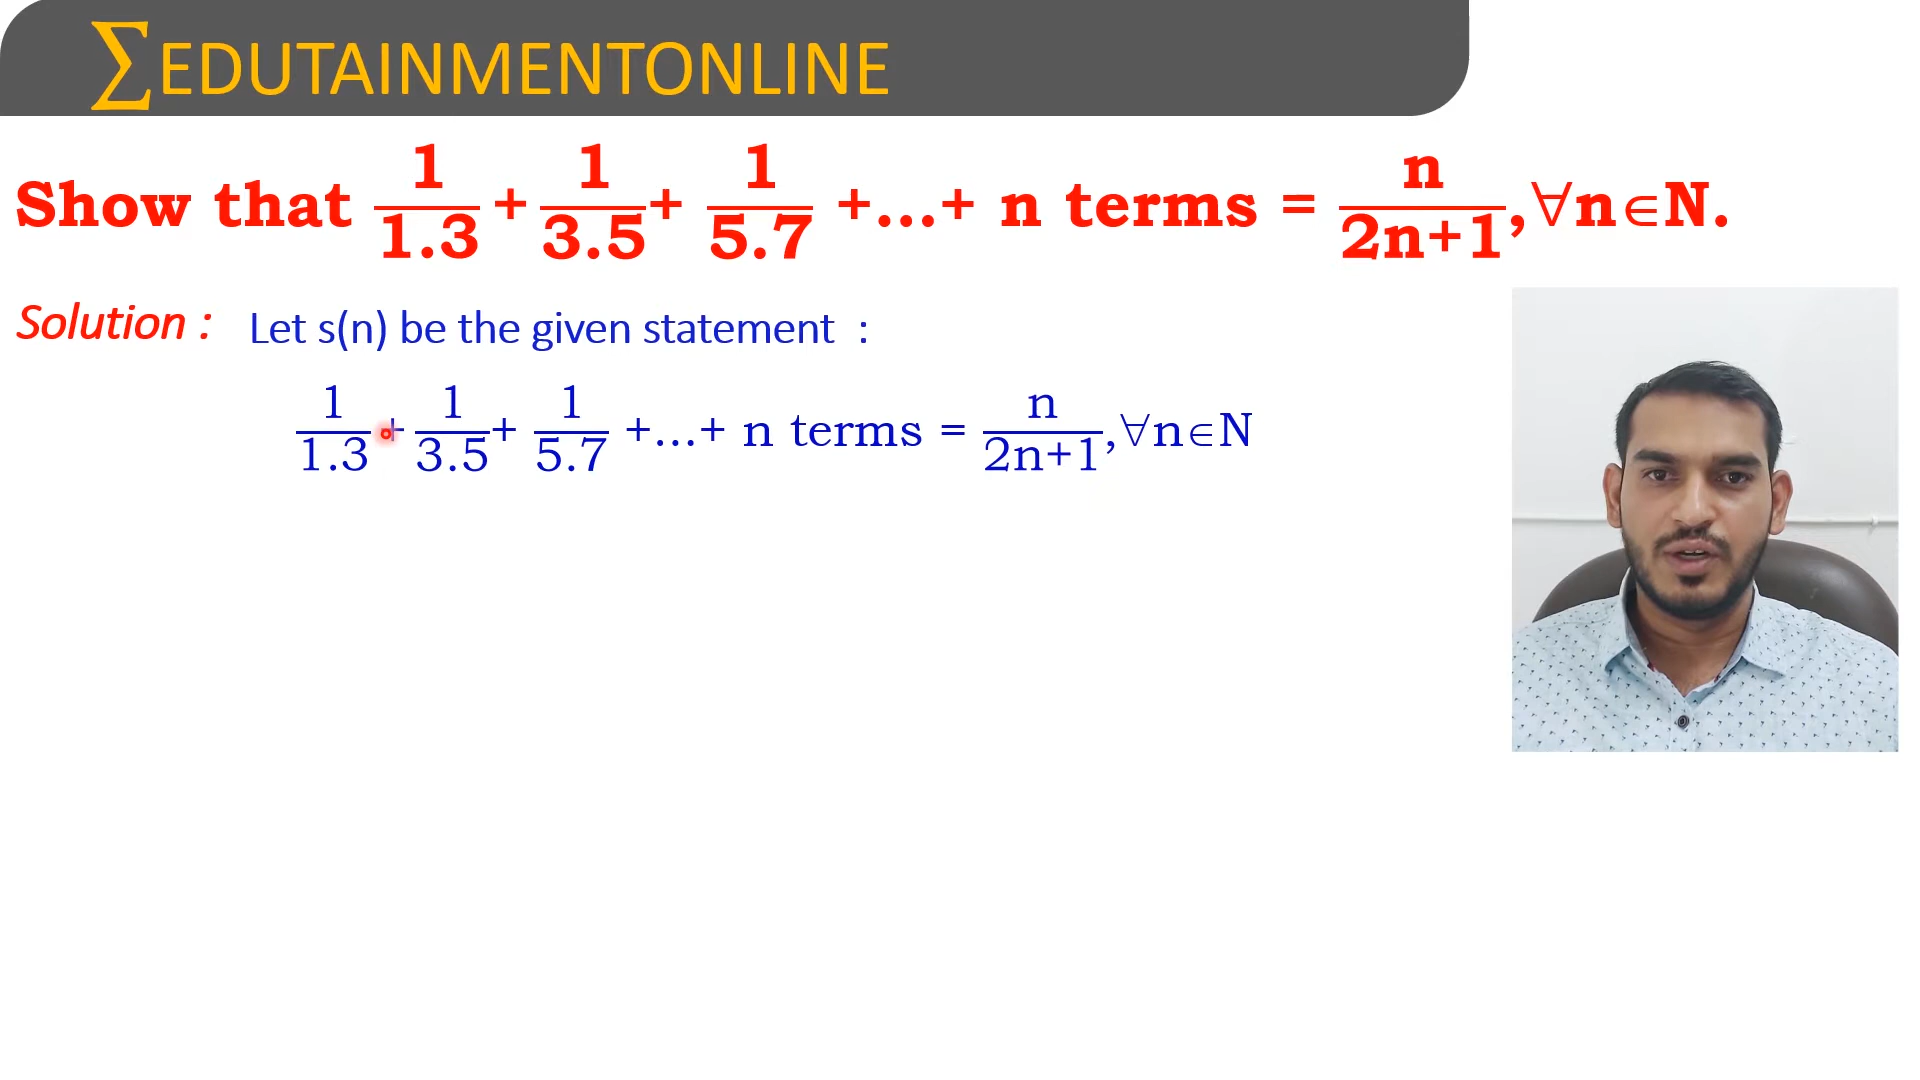 ∑EDUTAINMENTONLINE
Show that 1/1.3 + 1/3.5 + 1/5.7 +...+ n terms = n/2n+1, ∀n∈N.
Solution : Let s(n) be the given statement :
1/1.3 + 1/3.5 + 1/5.7 +...+ n terms = n/2n+1, ∀n∈N